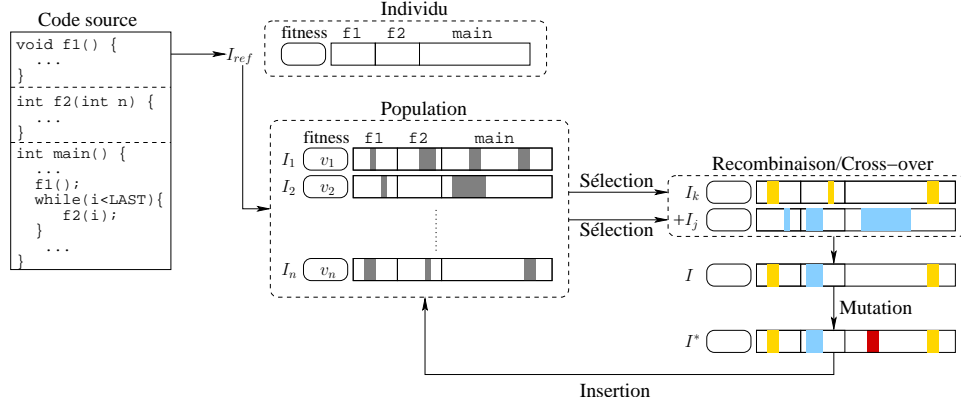 Code source
void f1() {
...
}
int f2(int n) {
...
}
int main() {
...
f1();
while(i<LAST){
f2(i);
}
...
}
I_ref
Individu
fitness f1 f2 main
Population
fitness f1 f2 main
I_1 v_1
I_2 v_2
I_n v_n
Sélection
Sélection
Recombinaison/Cross-over
I_k
+I_j
I
Mutation
I*
Insertion